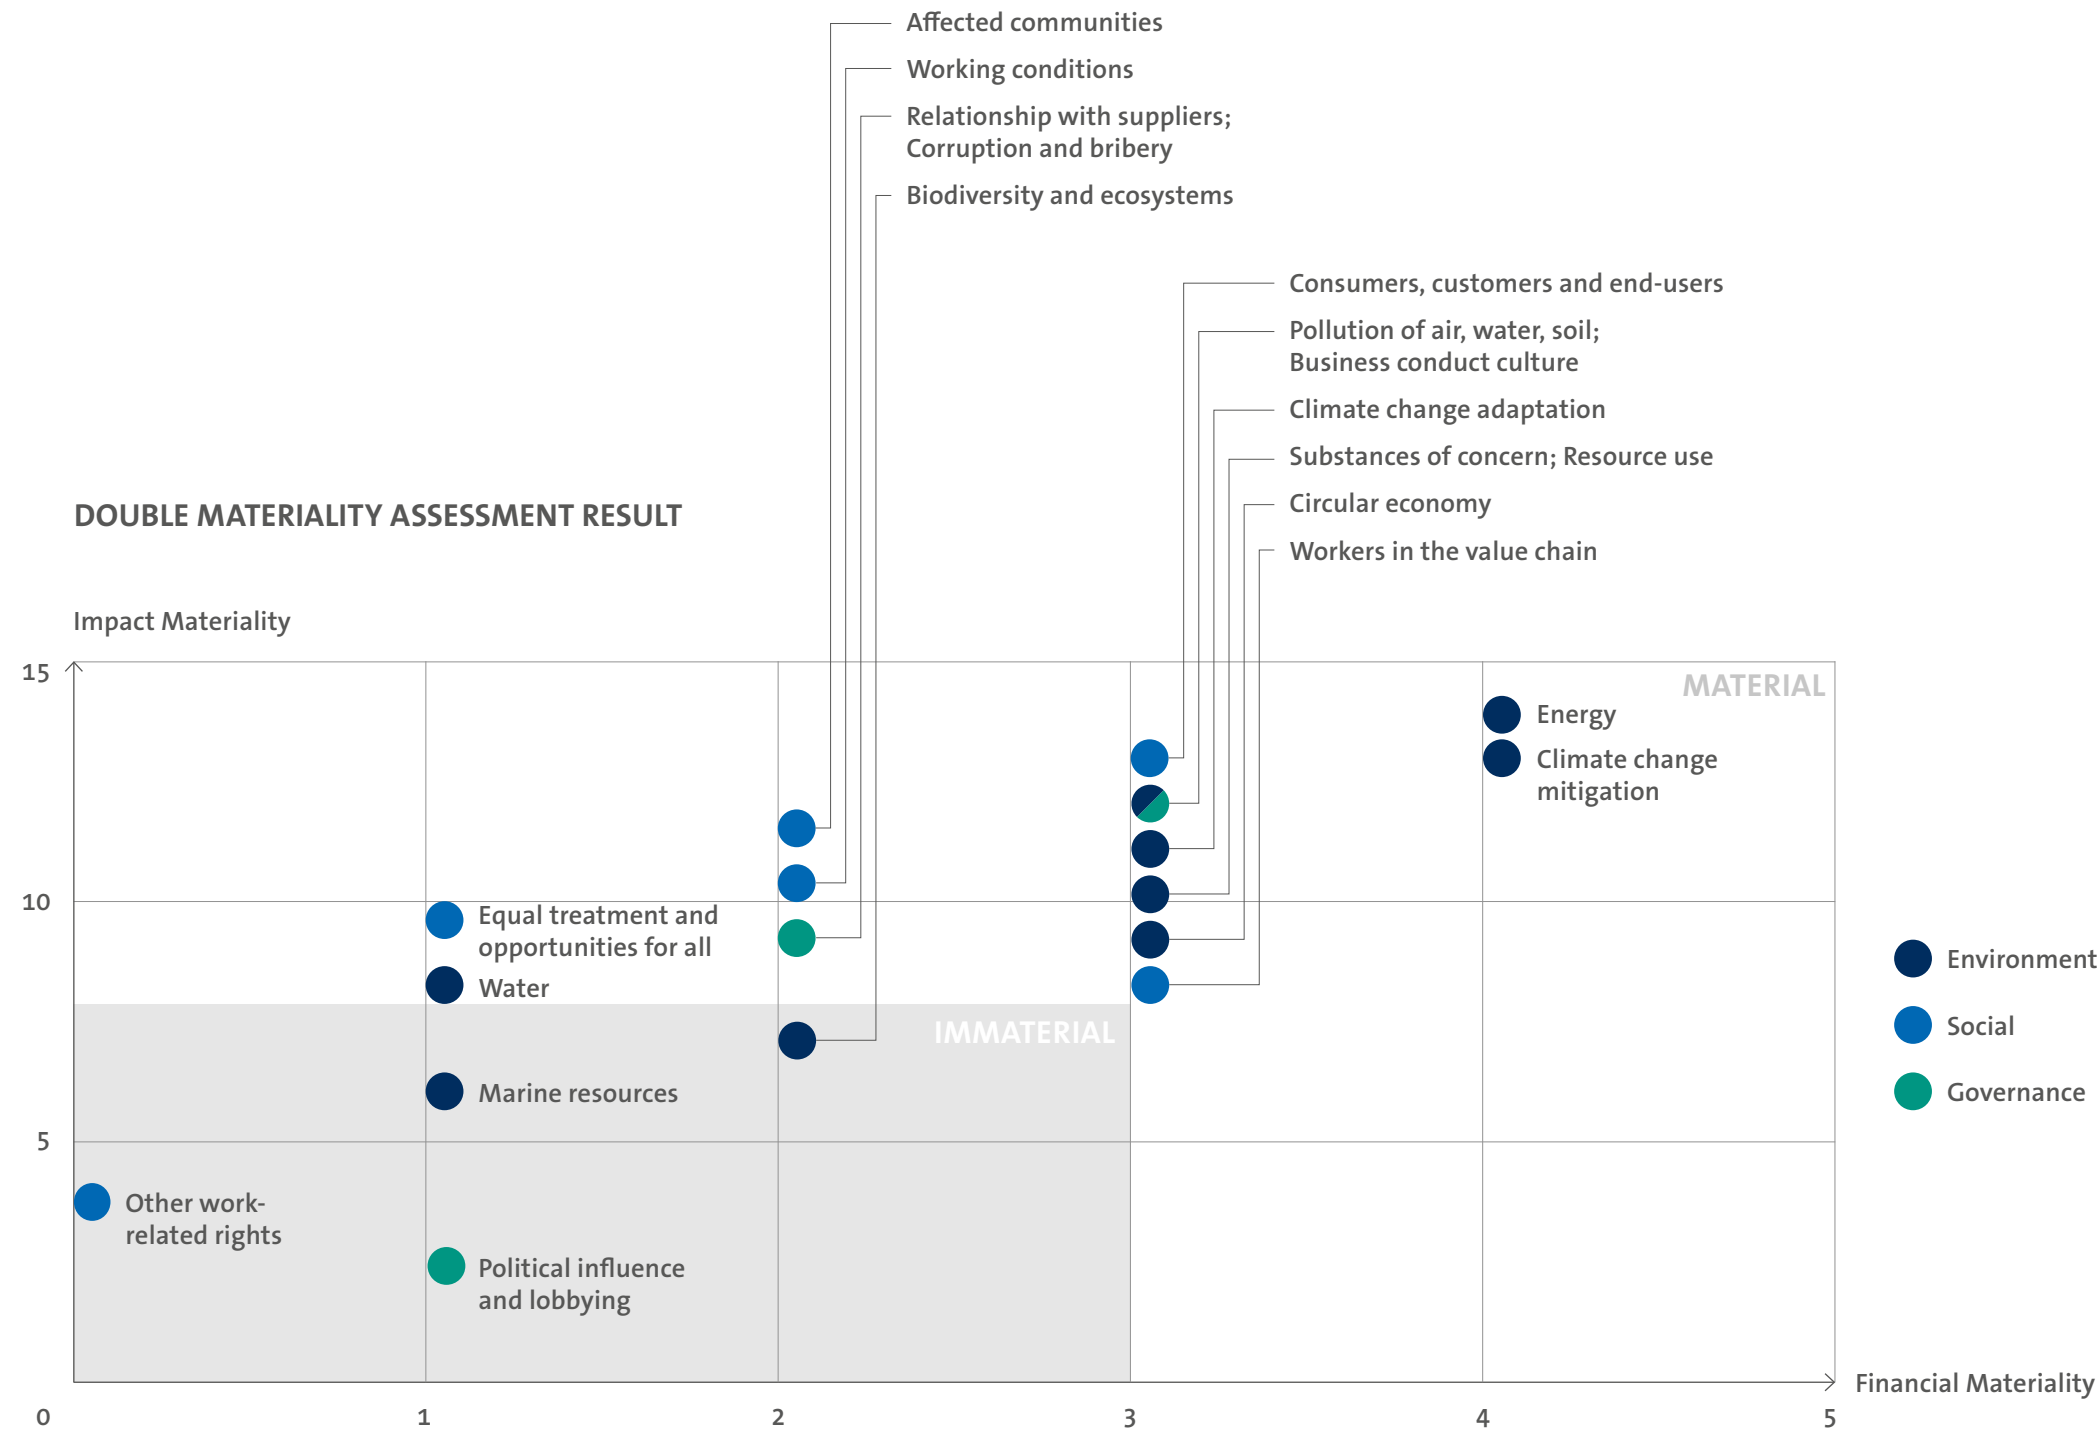 Affected communities
Working conditions
Relationship with suppliers;
Corruption and bribery
Biodiversity and ecosystems
Consumers, customers and end-users
Pollution of air, water, soil;
Business conduct culture
Climate change adaptation
Substances of concern; Resource use
Circular economy
Workers in the value chain
DOUBLE MATERIALITY ASSESSMENT RESULT
Impact Materiality
15
MATERIAL
Energy
Climate change
mitigation
10
Equal treatment and
opportunities for all
Water
IMMATERIAL
Marine resources
5
Other work-
related rights
Political influence
and lobbying
Environment
Social
Governance
Financial Materiality
0
1
2
3
4
5